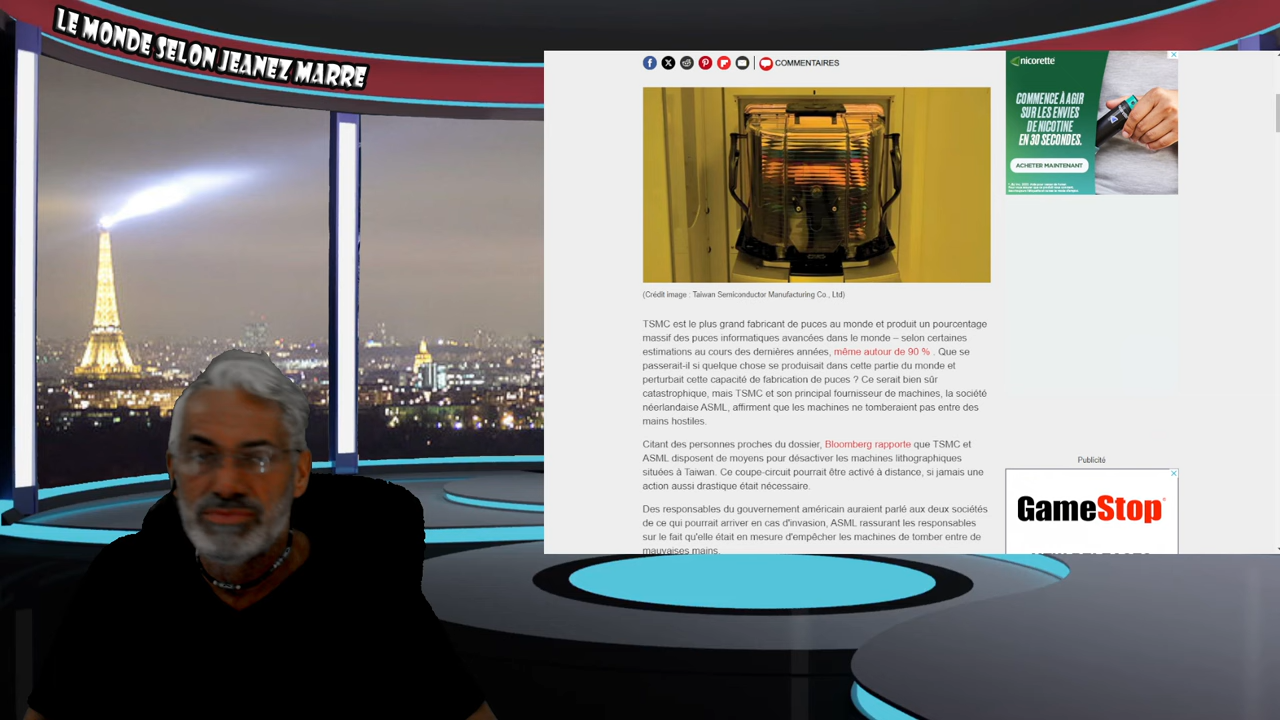 LE MONDE SELON JEANEZ MARRE
COMMENTAIRES
(Crédit image : Taiwan Semiconductor Manufacturing Co., Ltd)
TSMC est le plus grand fabricant de puces au monde et produit un pourcentage
massif des puces informatiques avancées dans le monde – selon certaines
estimations au cours des dernières années, même autour de 90 % . Que se
passerait-il si quelque chose se produisait dans cette partie du monde et
perturbait cette capacité de fabrication de puces ? Ce serait bien sûr
catastrophique, mais TSMC et son principal fournisseur de machines, la société
néerlandaise ASML, affirment que les machines ne tomberaient pas entre des
mains hostiles.
Citant des personnes proches du dossier, Bloomberg rapporte que TSMC et
ASML disposent de moyens pour désactiver les machines lithographiques
situées à Taiwan. Ce coupe-circuit pourrait être activé à distance, si jamais une
action aussi drastique était nécessaire.
Des responsables du gouvernement américain auraient parlé aux deux sociétés
de ce qui pourrait arriver en cas d'invasion, ASML rassurant les responsables
sur le fait qu'elle était en mesure d'empêcher les machines de tomber entre de
mauvaises mains.
nicorette
COMMENCE À AGIR
SUR LES ENVIES
DE NICOTINE
EN 30 SECONDES.
ACHETER MAINTENANT
Publicité
GameStop